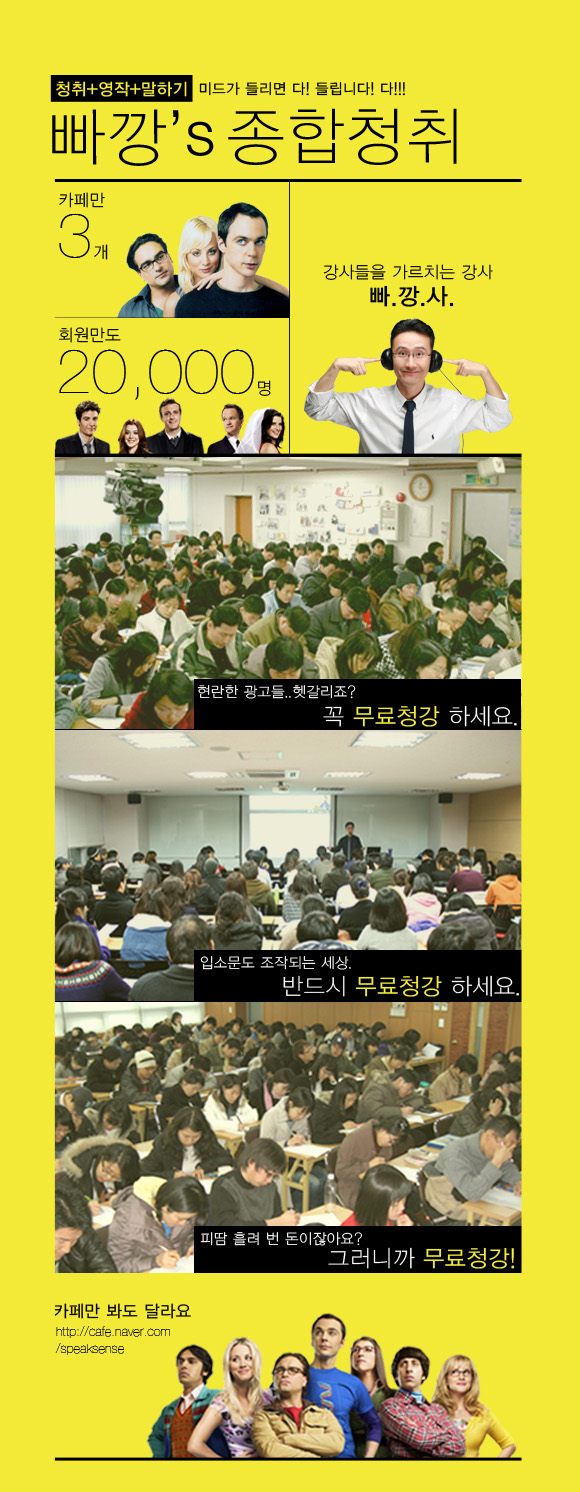 청취+영작+말하기 미드가 들리면 다! 들립니다! 다!!!
빠깡's 종합청취
카페만
3개
강사들을 가르치는 강사
빠.깡.사.
회원만도
20,000명
현란한 광고들..헷갈리죠?
꼭 무료청강 하세요.
입소문도 조작되는 세상.
반드시 무료청강 하세요.
피땀 흘려 번 돈이잖아요?
그러니까 무료청강!
카페만 봐도 달라요
http://cafe.naver.com
/speaksense